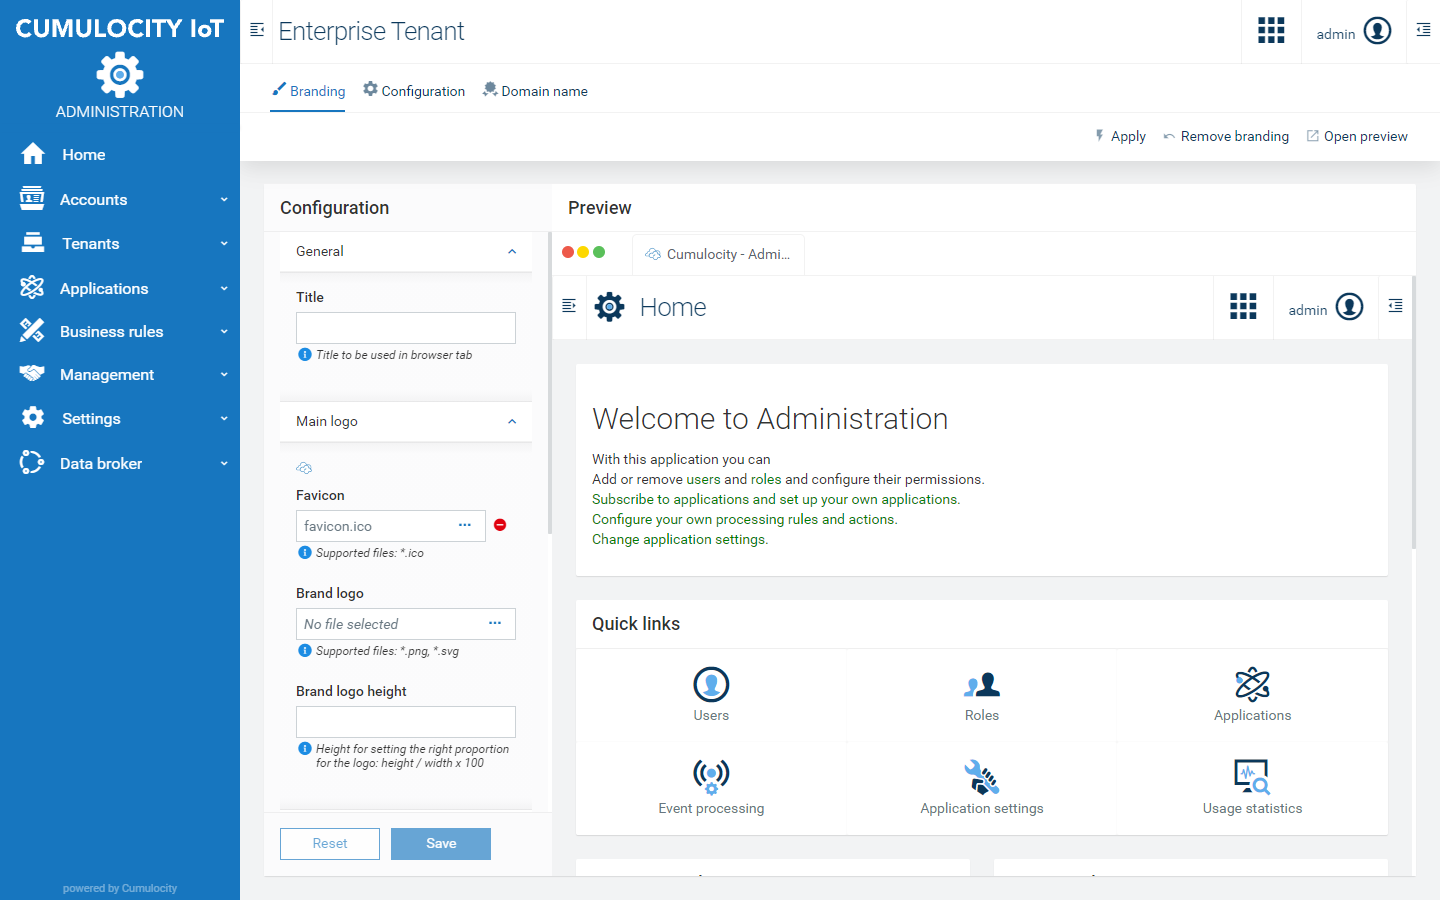 CUMULOCITY IoT
ADMINISTRATION
Home
Accounts
Tenants
Applications
Business rules
Management
Settings
Data broker
powered by Cumulocity
Enterprise Tenant
admin
Branding
Configuration
Domain name
Apply
Remove branding
Open preview
Configuration
General
Title
Title to be used in browser tab
Main logo
Favicon
favicon.ico
Supported files: *.ico
Brand logo
No file selected
Supported files: *.png, *.svg
Brand logo height
Height for setting the right proportion
for the logo: height / width x 100
Reset
Save
Preview
Cumulocity - Admi...
Home
admin
Welcome to Administration
With this application you can
Add or remove users and roles and configure their permissions.
Subscribe to applications and set up your own applications.
Configure your own processing rules and actions.
Change application settings.
Quick links
Users
Roles
Applications
Event processing
Application settings
Usage statistics